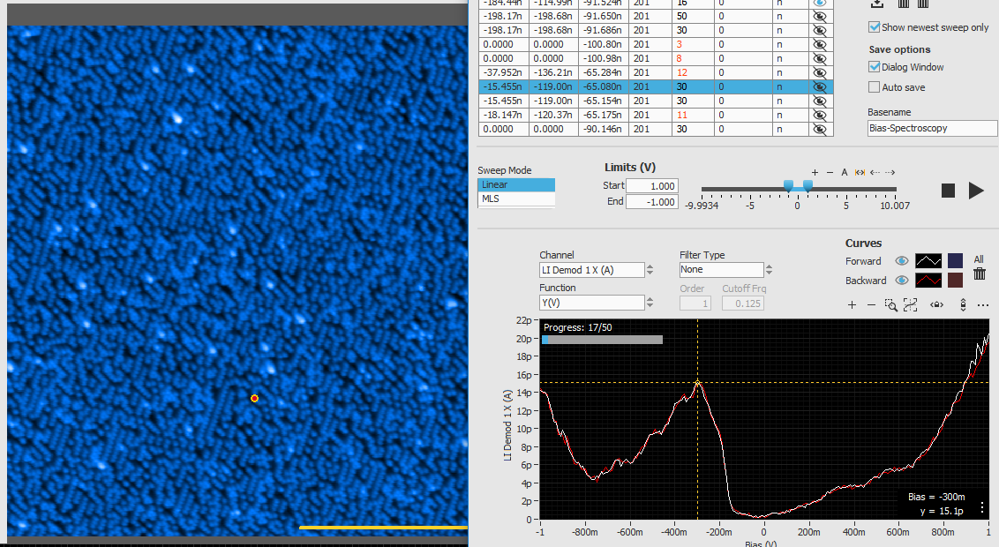 -184.44n -114.99n -91.524n 201 16 0 n
-198.17n -198.68n -91.650n 201 50 0 n
-198.17n -198.68n -91.686n 201 30 0 n
0.0000 0.0000 -100.80n 201 3 0 n
0.0000 0.0000 -100.98n 201 8 0 n
-37.952n -136.21n -65.284n 201 12 0 n
-15.455n -119.00n -65.080n 201 30 0 n
-15.455n -119.00n -65.154n 201 30 0 n
-18.147n -120.37n -65.175n 201 11 0 n
0.0000 0.0000 -90.146n 201 30 0 n
Show newest sweep only
Save options
Dialog Window
Auto save
Basename
Bias-Spectroscopy
Sweep Mode
Linear
MLS
Limits (V)
Start 1.000
End -1.000
+ − A
-9.9934 -5 0 5 10.007
Channel
LI Demod 1 X (A)
Function
Y(V)
Filter Type
None
Order
1
Cutoff Frq
0.125
Curves
Forward
Backward
All
Progress: 17/50
22p
20p
18p
16p
14p
12p
10p
8p
6p
4p
2p
0
LI Demod 1 X (A)
Bias = -300m
y = 15.1p
-1 -800m -600m -400m -200m 0 200m 400m 600m 800m 1
Bias (V)